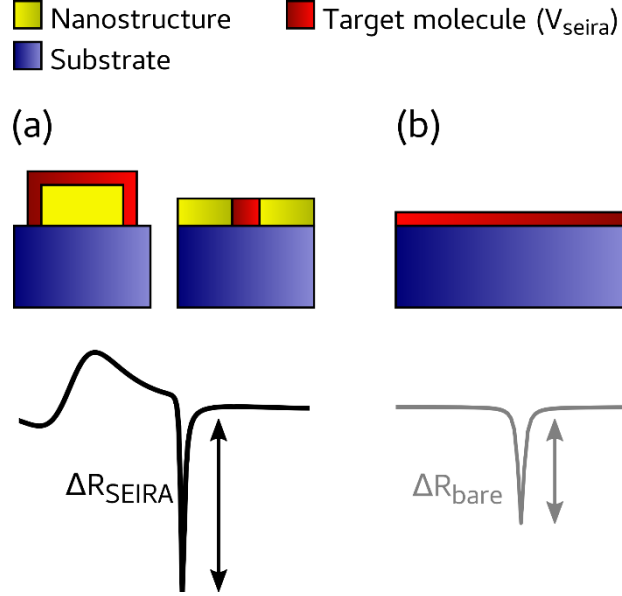 Nanostructure
Target molecule (Vseira)
Substrate
(a)
(b)
ΔRSEIRA
ΔRbare